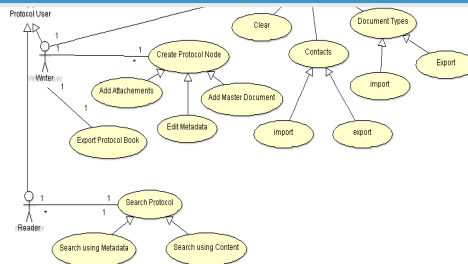 Protocol User
Clear
Document Types
Contacts
Export
1
1
1
*
Writer
Create Protocol Node
import
Add Attachements
Add Master Document
1
1
Edit Metadata
import
export
Export Protocol Book
1
1
*
1
Reader
Search Protocol
Search using Metadata
Search using Content